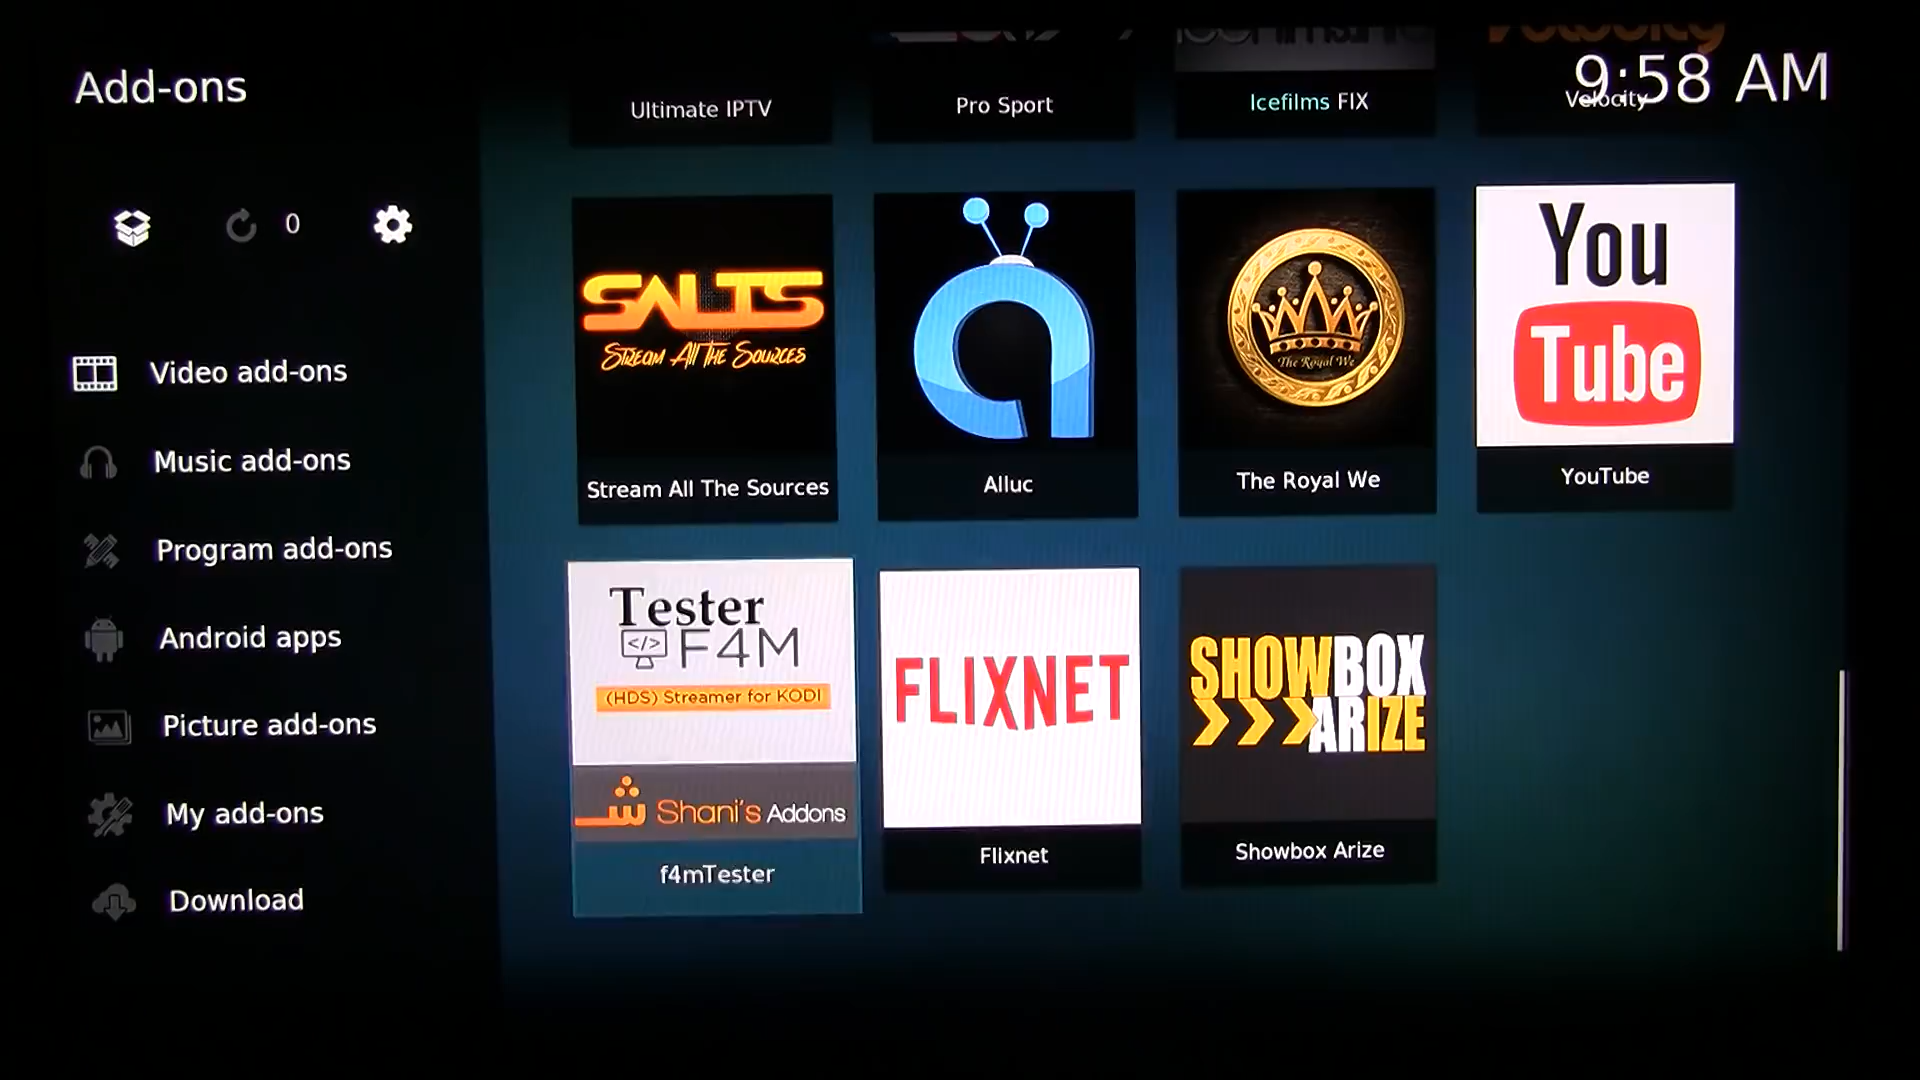 Add-ons
9:58 AM
Ultimate IPTV
Pro Sport
Icefilms FIX
Velocity
0
Video add-ons
Music add-ons
Program add-ons
Android apps
Picture add-ons
My add-ons
Download
SALTS
STREAM All THE SOURCES
Stream All The Sources
Alluc
The Royal We
The Royal We
You
Tube
YouTube
Tester
</> F4M
(HDS) Streamer for KODI
ش Shani's Addons
f4mTester
FLIXNET
Flixnet
SHOWBOX
ARIZE
Showbox Arize